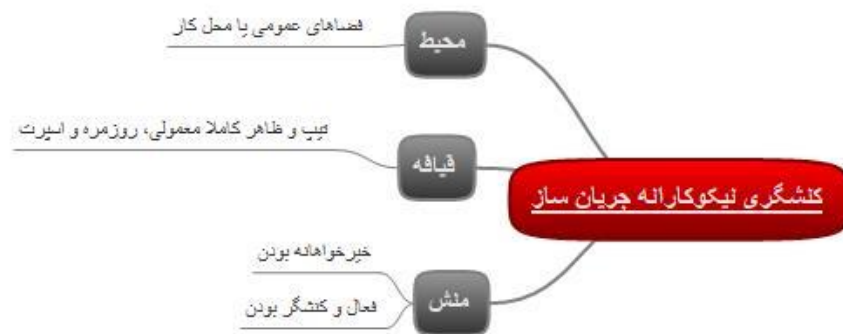 کنشگری نیکوکارانه جریان ساز
محیط
فضاهای عمومی یا محل کار
قیافه
تیپ و ظاهر کاملا معمولی، روزمره و اسپرت
منش
خیرخواهانه بودن
فعال و کنشگر بودن